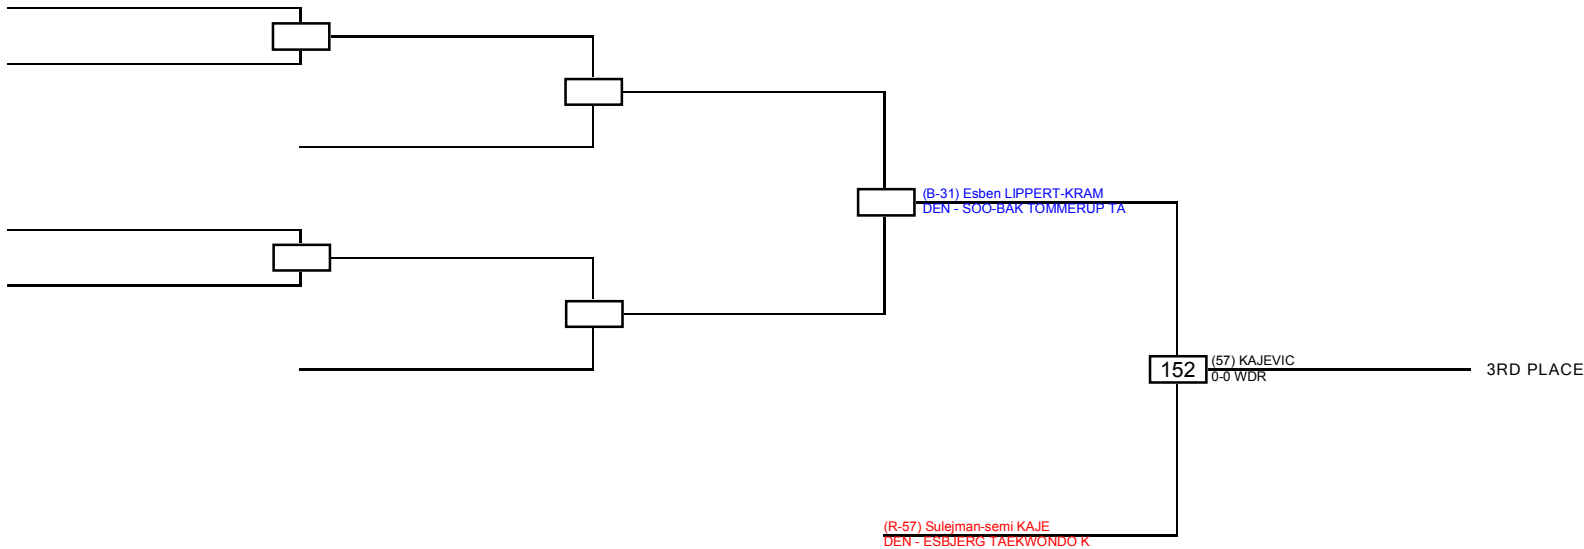 (B-31) Esben LIPPERT-KRAM
DEN - SOO-BAK TOMMERUP TA
152
(57) KAJEVIC
0-0 WDR
3RD PLACE
(R-57) Sulejman-semi KAJE
DEN - ESBJERG TAEKWONDO K